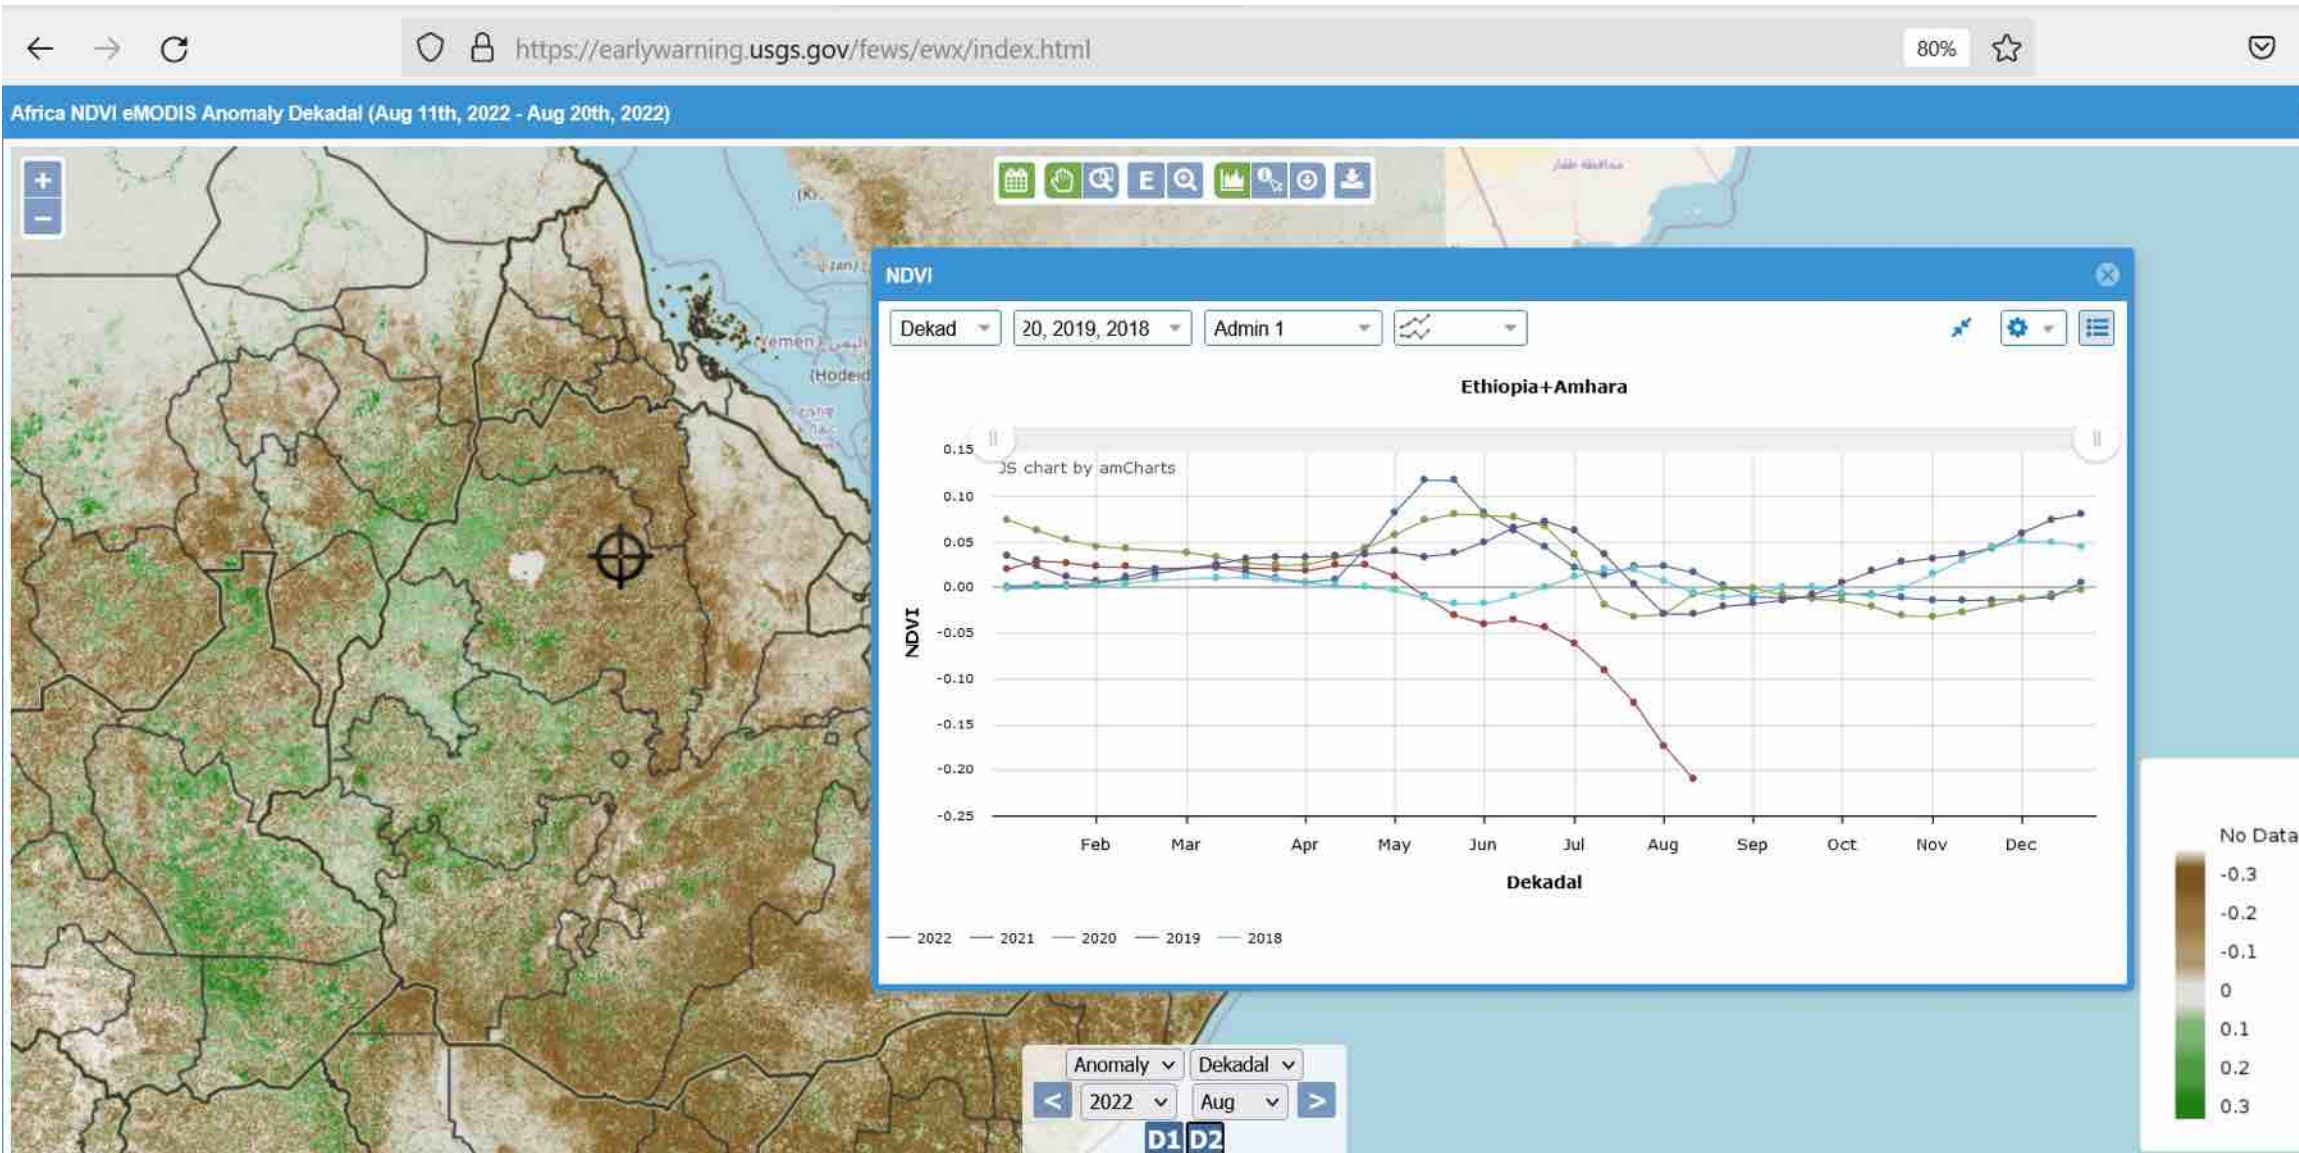 https://earlywarning.usgs.gov/fews/ewx/index.html
80%
Africa NDVI eMODIS Anomaly Dekadal (Aug 11th, 2022 - Aug 20th, 2022)
+
−
E
NDVI
Dekad
20, 2019, 2018
Admin 1
(Hodeid
Ethiopia+Amhara
JS chart by amCharts
0.15
0.10
0.05
0.00
-0.05
-0.10
-0.15
-0.20
-0.25
NDVI
Feb Mar Apr May Jun Jul Aug Sep Oct Nov Dec
Dekadal
2022 2021 2020 2019 2018
No Data
-0.3
-0.2
-0.1
0
0.1
0.2
0.3
Anomaly Dekadal
< 2022 Aug >
D1 D2